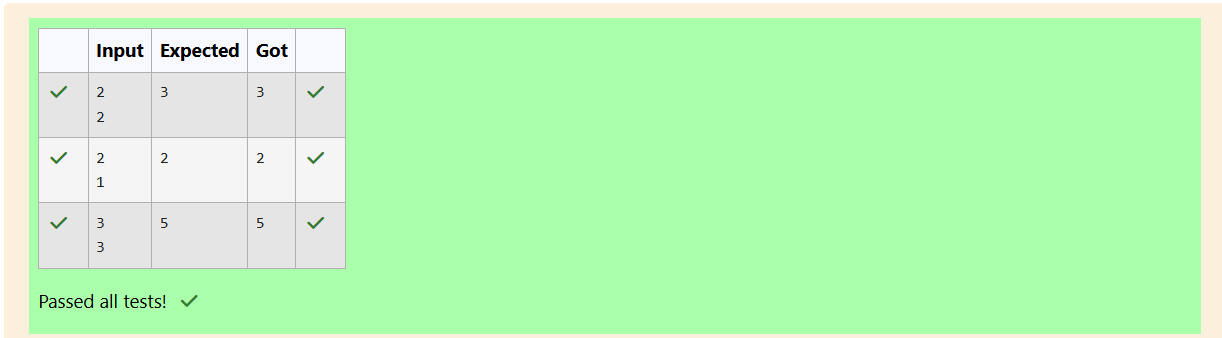 Input Expected Got
2 3 3
2
2 2 2
1
3 5 5
3
Passed all tests!